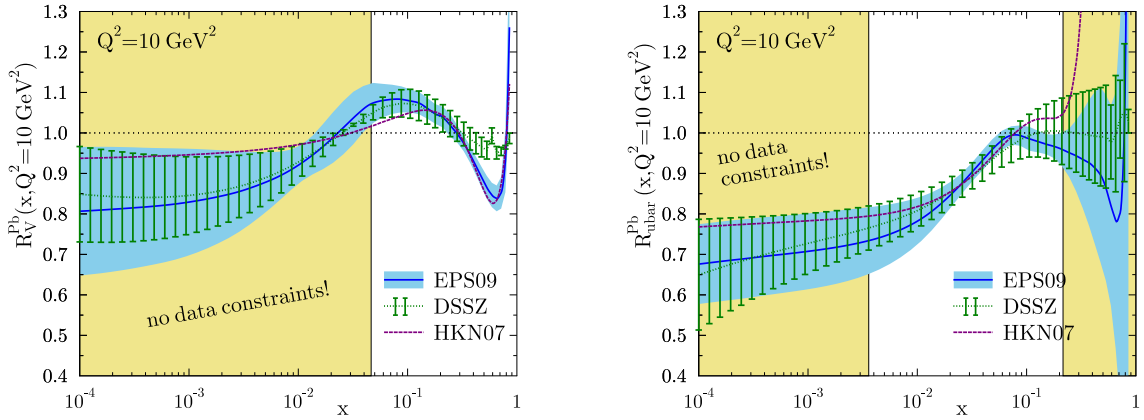 Q²=10 GeV²
R_V^Pb(x,Q²=10 GeV²)
1.3
1.2
1.1
1.0
0.9
0.8
0.7
0.6
0.5
0.4
no data constraints!
EPS09
DSSZ
HKN07
10⁻⁴
10⁻³
10⁻²
10⁻¹
1
x
Q²=10 GeV²
R_ubar^Pb(x,Q²=10 GeV²)
1.3
1.2
1.1
1.0
0.9
0.8
0.7
0.6
0.5
0.4
no data
constraints!
EPS09
DSSZ
HKN07
10⁻⁴
10⁻³
10⁻²
10⁻¹
1
x